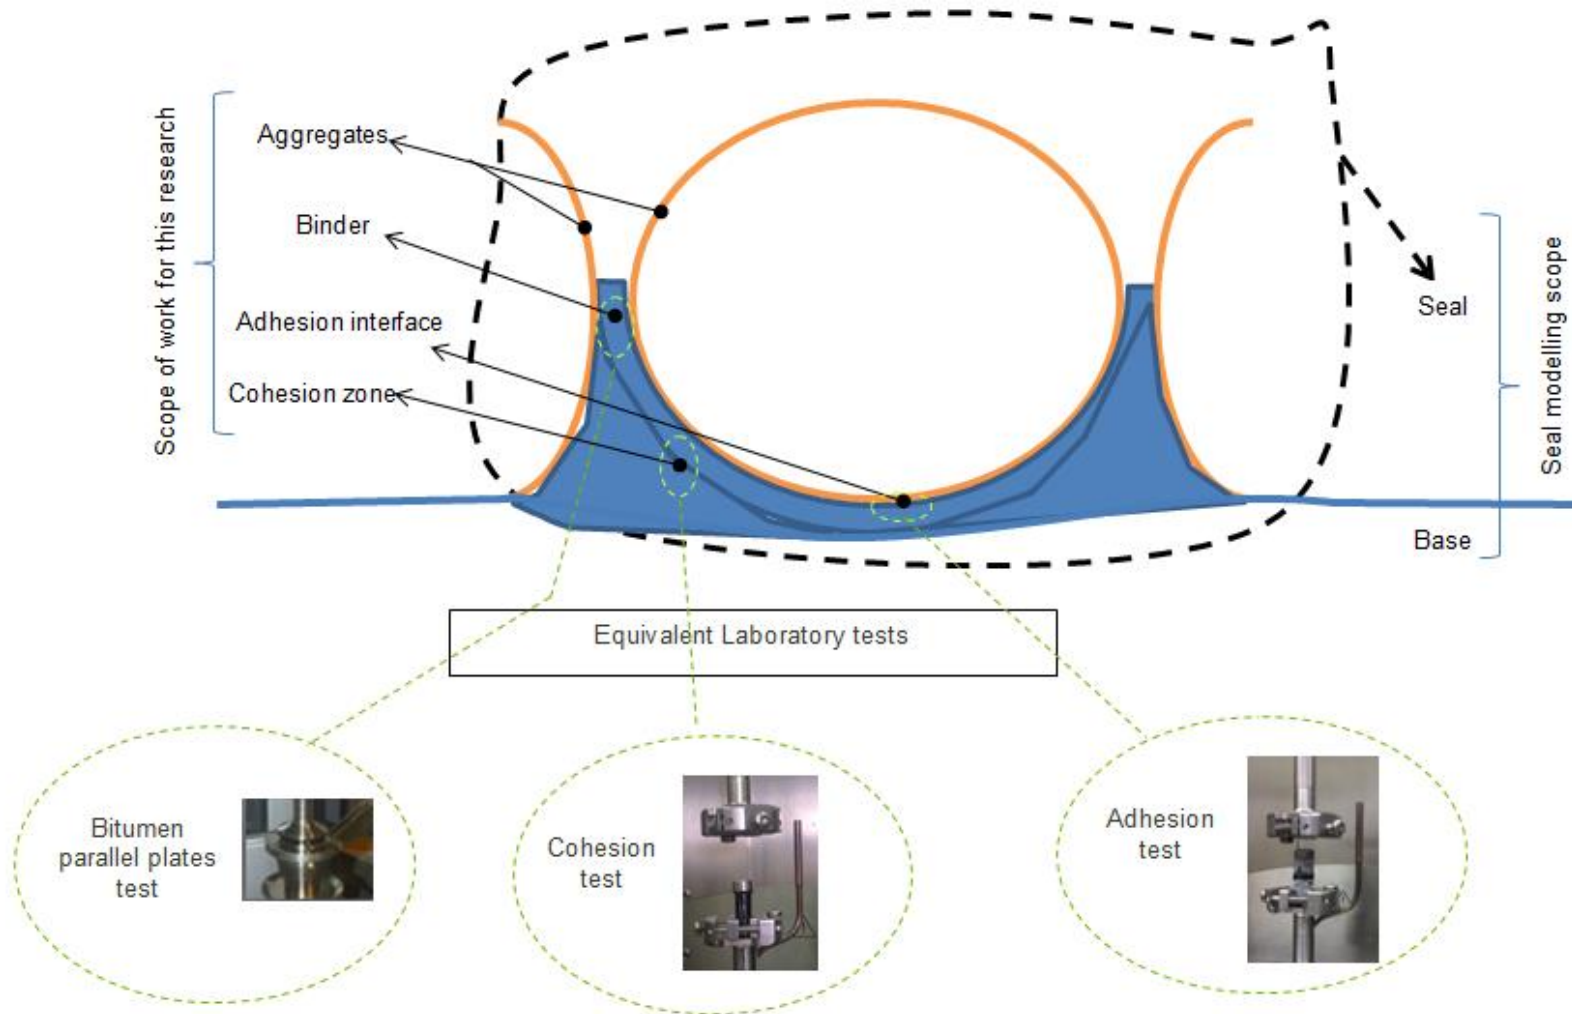 Scope of work for this research
Aggregates
Binder
Adhesion interface
Cohesion zone
Seal
Base
Seal modelling scope
Equivalent Laboratory tests
Bitumen
parallel plates
test
Cohesion
test
Adhesion
test